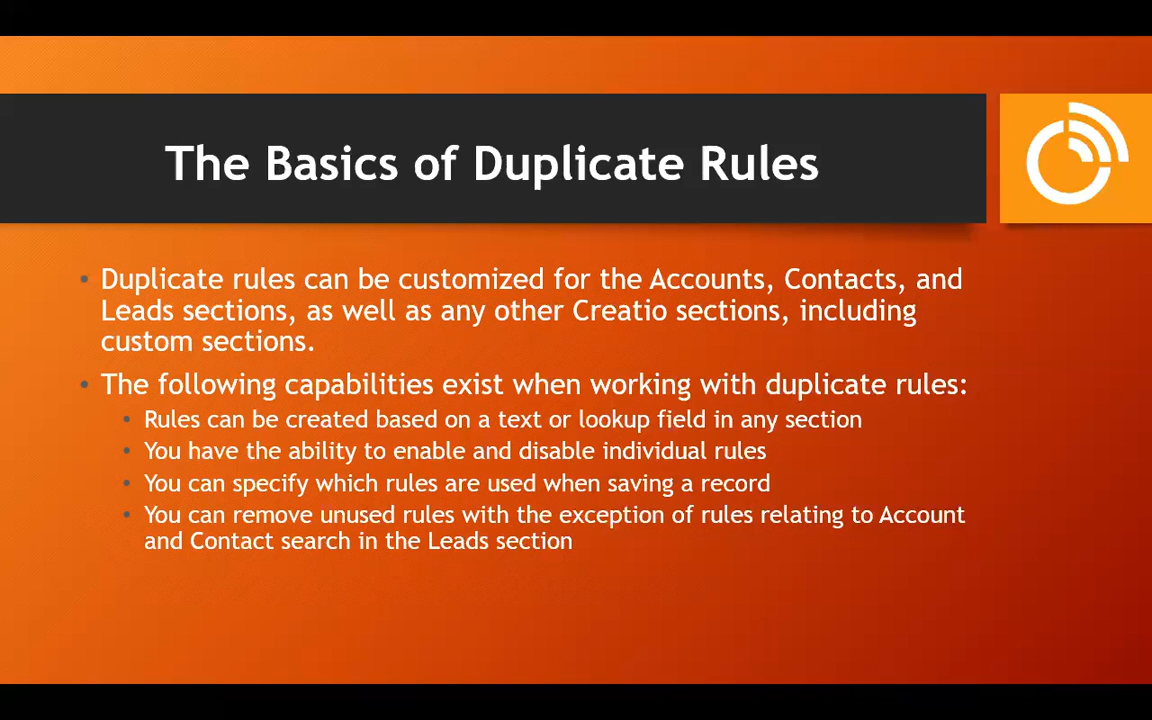 The Basics of Duplicate Rules
• Duplicate rules can be customized for the Accounts, Contacts, and
Leads sections, as well as any other Creatio sections, including
custom sections.
• The following capabilities exist when working with duplicate rules:
• Rules can be created based on a text or lookup field in any section
• You have the ability to enable and disable individual rules
• You can specify which rules are used when saving a record
• You can remove unused rules with the exception of rules relating to Account
and Contact search in the Leads section